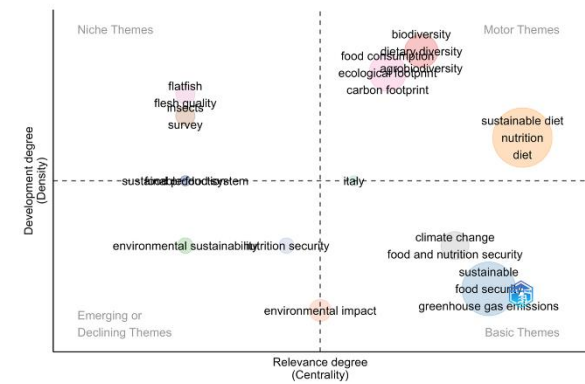 Niche Themes
Motor Themes
biodiversity
dietary diversity
food consumption
agrobiodiversity
ecological footprint
carbon footprint
flatfish
flesh quality
insects
survey
sustainable diet
nutrition
diet
italy
environmental sustainability
nutrition security
climate change
food and nutrition security
sustainable
food security
greenhouse gas emissions
environmental impact
Emerging or
Declining Themes
Basic Themes
Development degree
(Density)
Relevance degree
(Centrality)